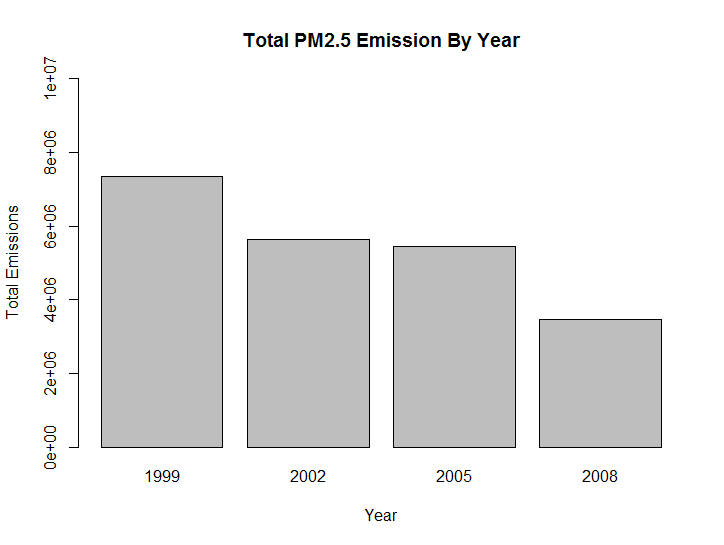 Total PM2.5 Emission By Year
Total Emissions
1e+07
8e+06
6e+06
4e+06
2e+06
0e+00
1999 2002 2005 2008
Year